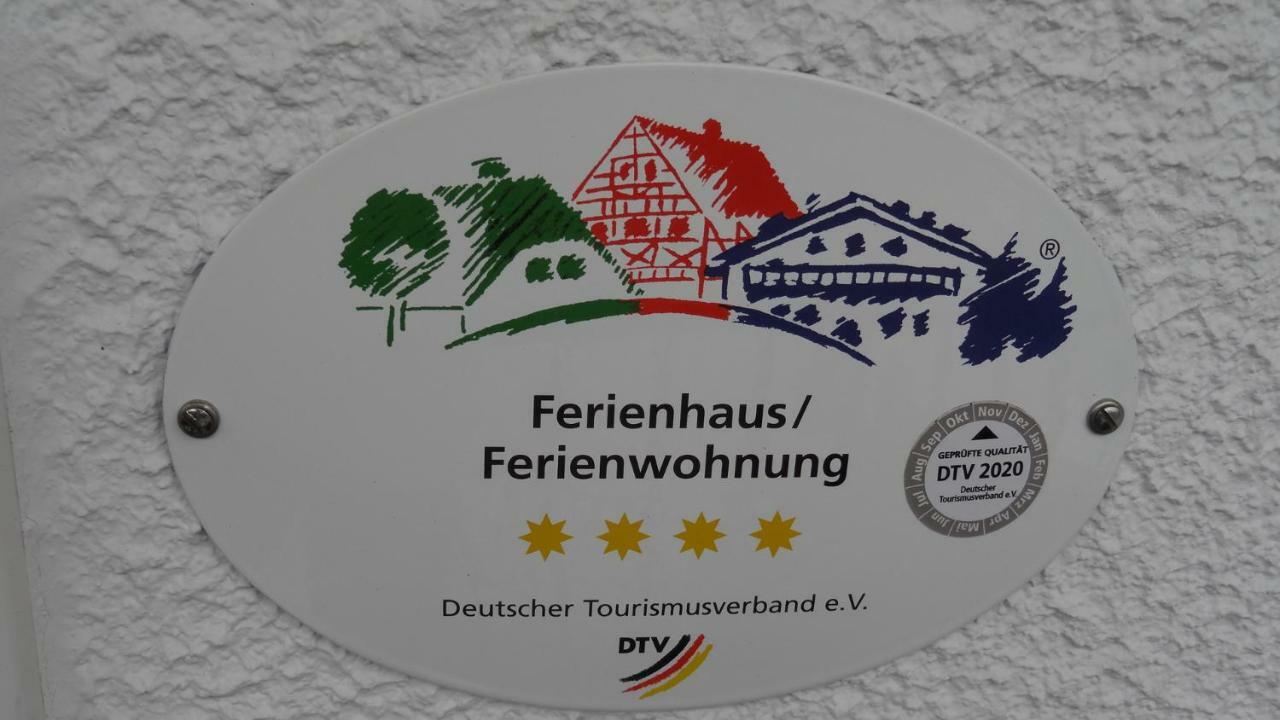 ®
Ferienhaus/
Ferienwohnung
Okt Nov Dez Jan Feb Mrz Apr Mai Jun Jul Aug Sep
GEPRÜFTE QUALITÄT
DTV 2020
Deutscher
Tourismusverband e.V.
Deutscher Tourismusverband e.V.
DTV